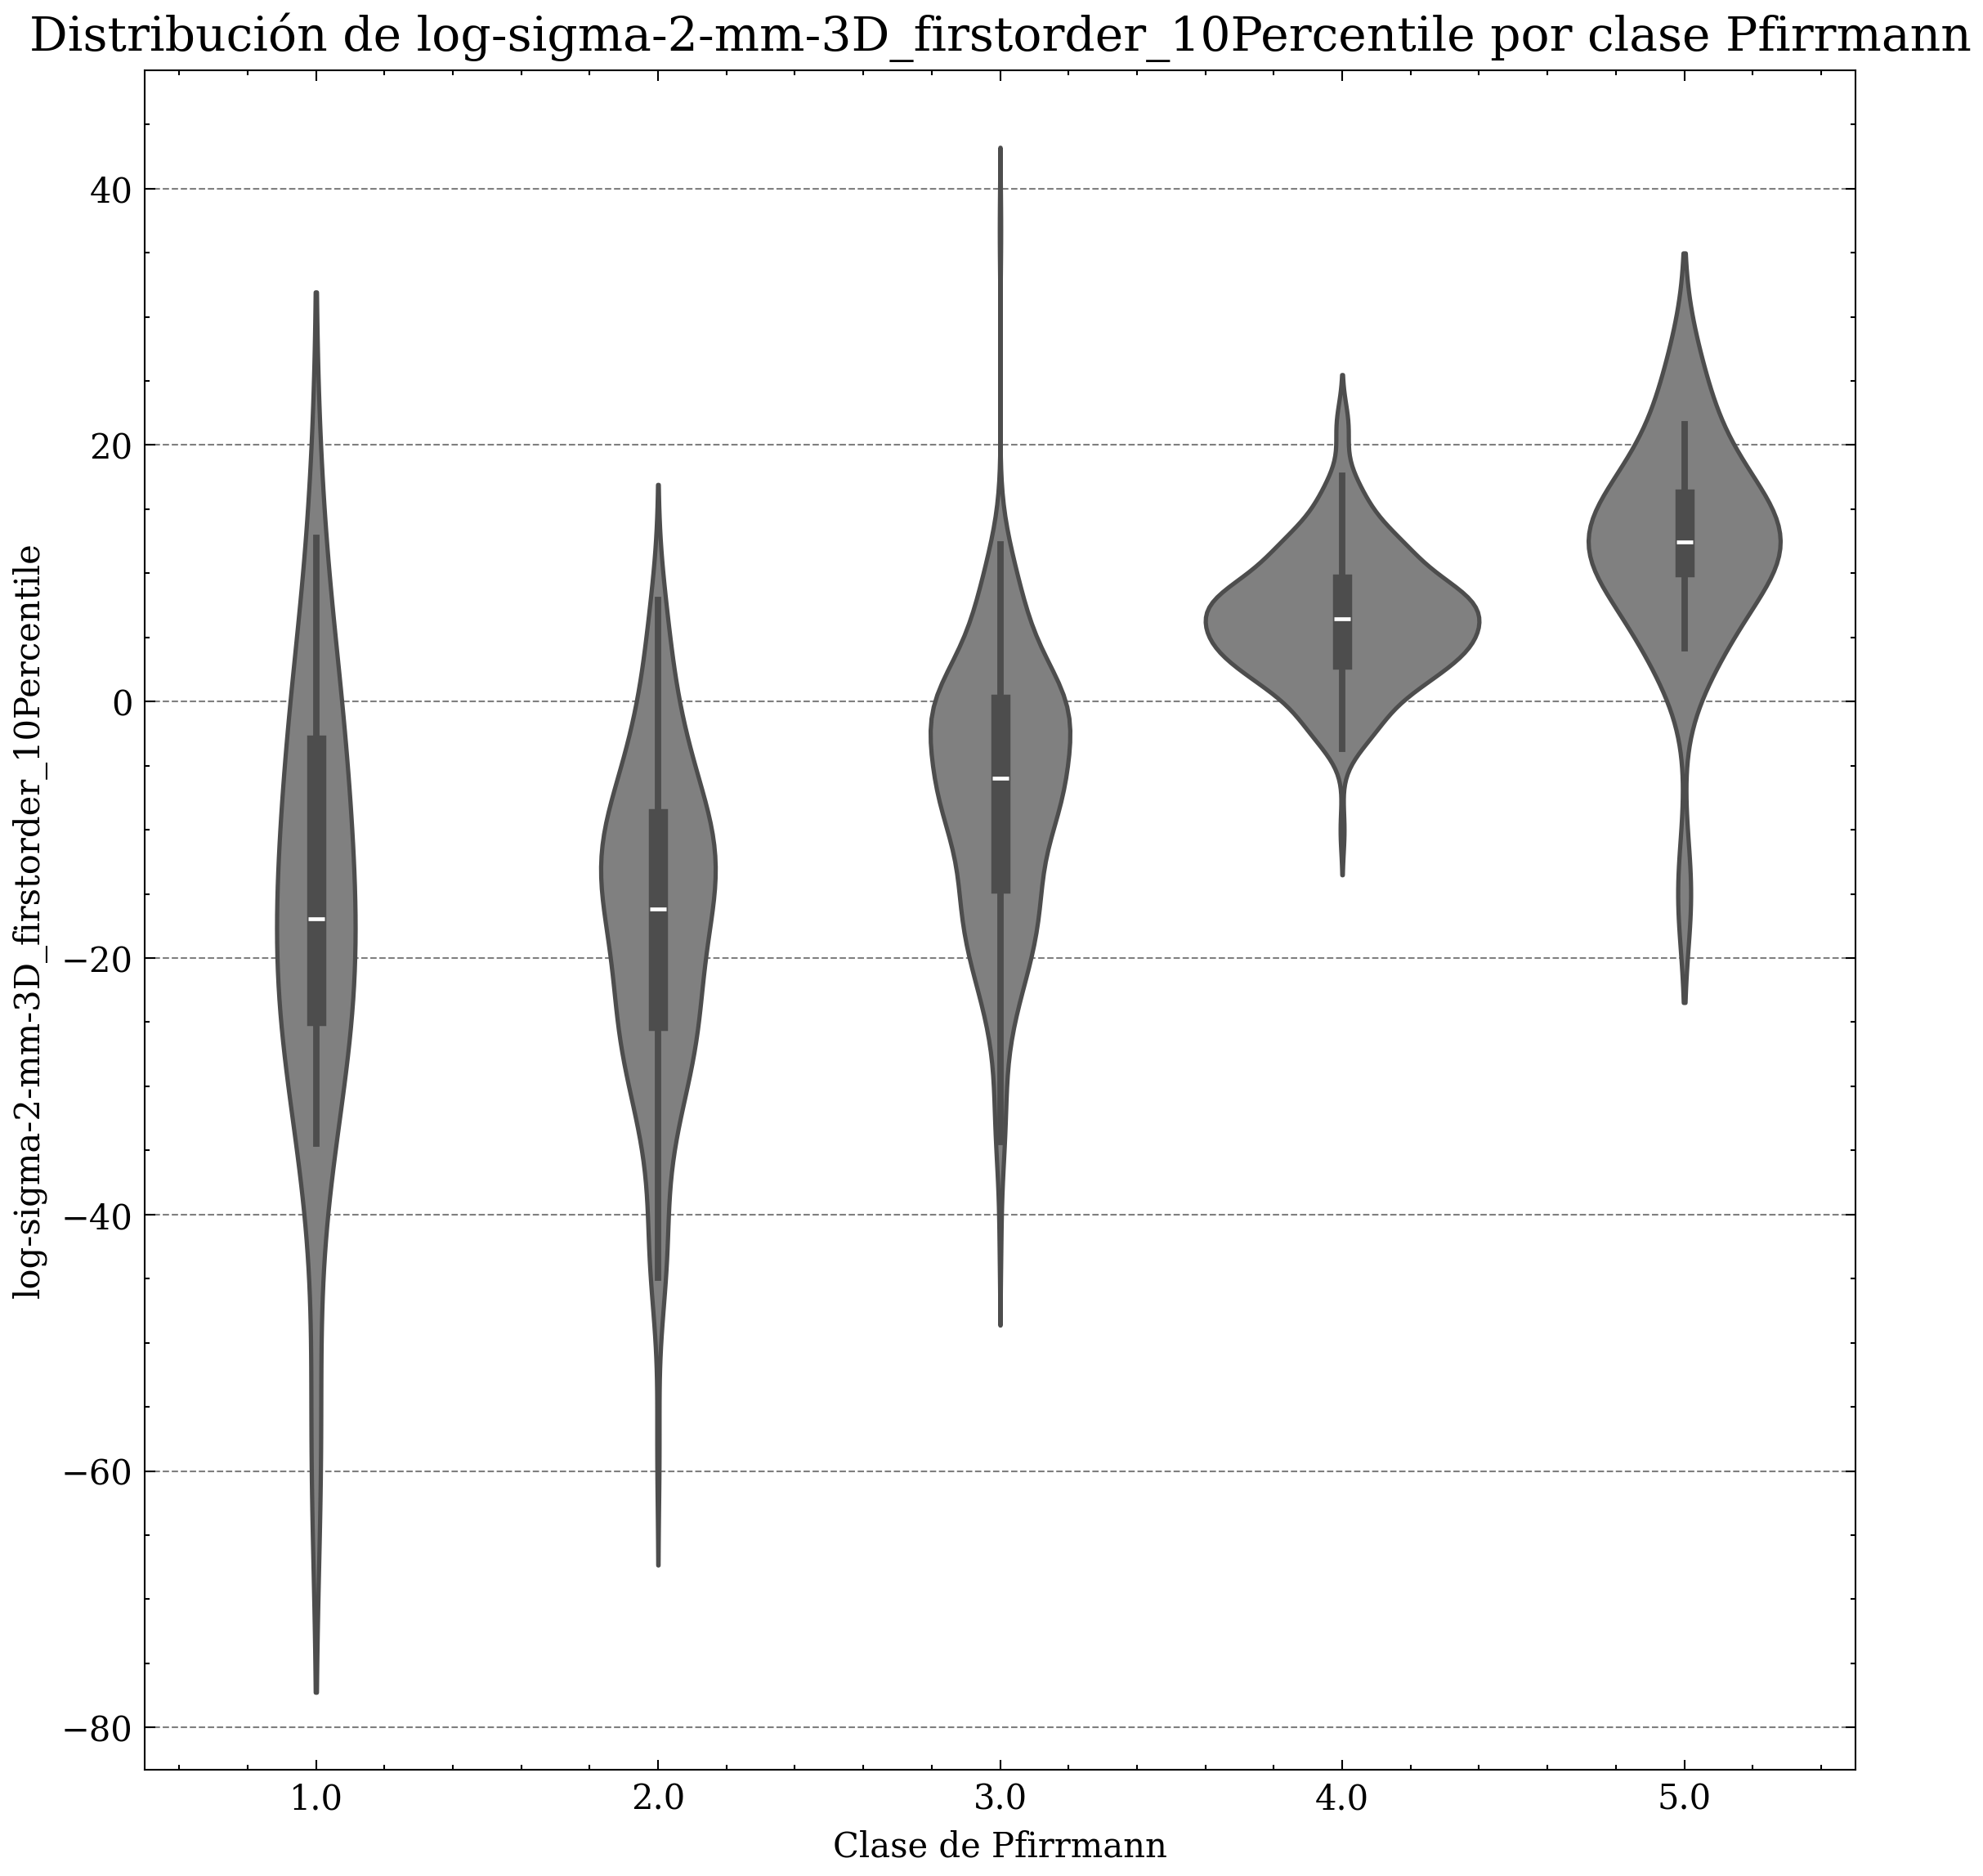 Distribución de log-sigma-2-mm-3D_firstorder_10Percentile por clase Pfirrmann
log-sigma-2-mm-3D_firstorder_10Percentile
40
20
0
−20
−40
−60
−80
1.0 2.0 3.0 4.0 5.0
Clase de Pfirrmann